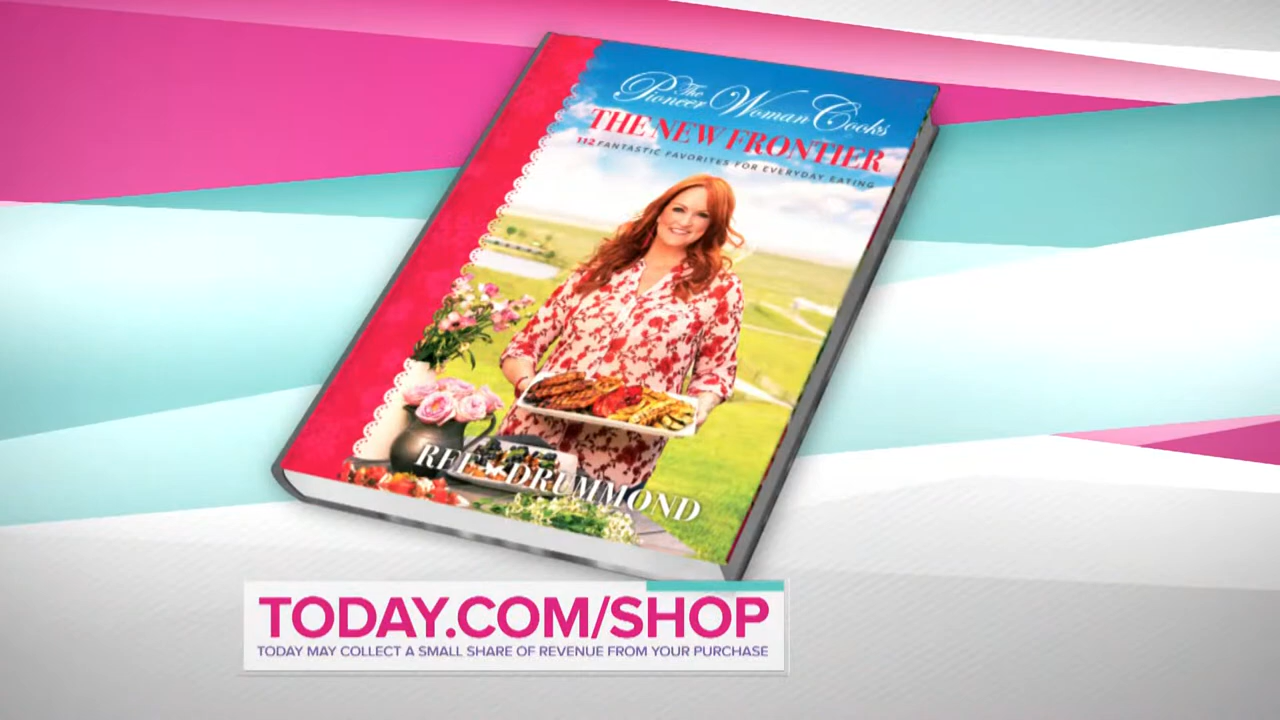 The Pioneer Woman Cooks
THE NEW FRONTIER
112 FANTASTIC FAVORITES FOR EVERYDAY EATING
REE DRUMMOND
TODAY.COM/SHOP
TODAY MAY COLLECT A SMALL SHARE OF REVENUE FROM YOUR PURCHASE